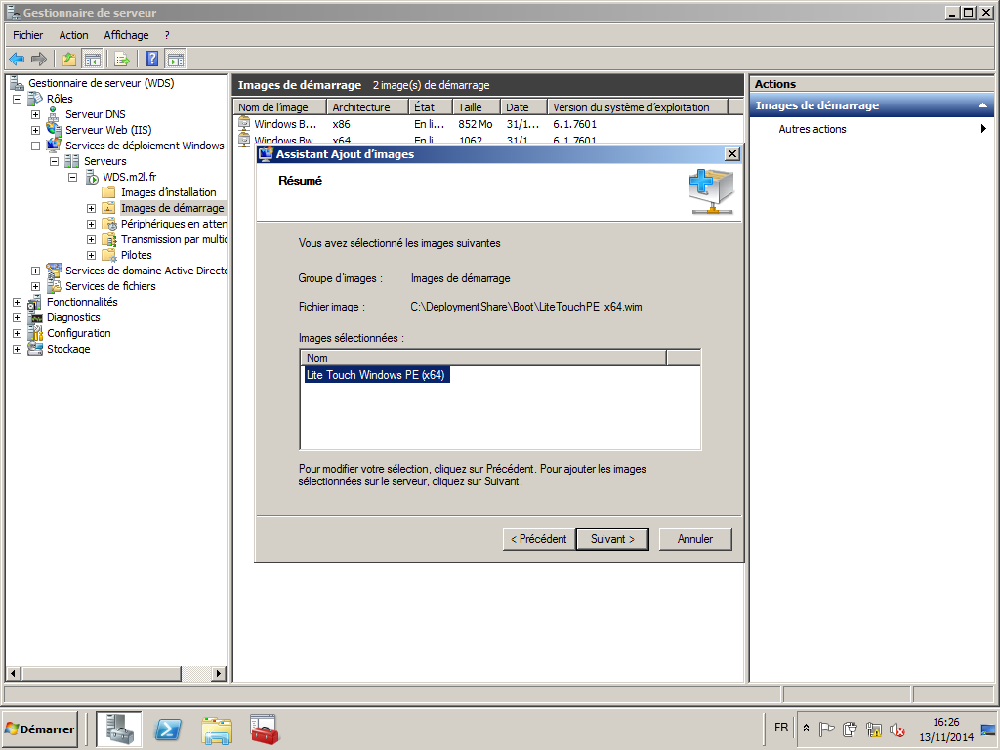 Gestionnaire de serveur
Fichier Action Affichage ?
Gestionnaire de serveur (WDS)
Rôles
Serveur DNS
Serveur Web (IIS)
Services de déploiement Windows
Serveurs
WDS.m2l.fr
Images d'installation
Images de démarrage
Périphériques en atten
Transmission par multic
Pilotes
Services de domaine Active Directo
Services de fichiers
Fonctionnalités
Diagnostics
Configuration
Stockage
Images de démarrage 2 image(s) de démarrage
Nom de l'image Architecture État Taille Date Version du système d'exploitation
Windows B... x86 En li... 852 Mo 31/1... 6.1.7601
Windows Bw x64 En li 1062 31/1 6.1.7601
Assistant Ajout d'images
Résumé
Vous avez sélectionné les images suivantes
Groupe d'images : Images de démarrage
Fichier image : C:\DeploymentShare\Boot\LiteTouchPE_x64.wim
Images sélectionnées :
Nom
Lite Touch Windows PE (x64)
Pour modifier votre sélection, cliquez sur Précédent. Pour ajouter les images
sélectionnées sur le serveur, cliquez sur Suivant.
< Précédent Suivant > Annuler
Actions
Images de démarrage
Autres actions
Démarrer
FR
16:26
13/11/2014